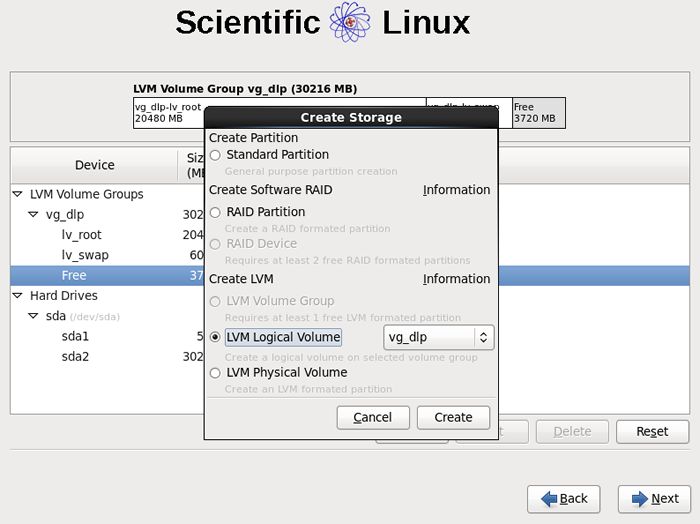 Scientific Linux
LVM Volume Group vg_dlp (30216 MB)
vg_dlp-lv_root
Free
20480 MB
3720 MB
Create Storage
Create Partition
Standard Partition
General purpose partition creation
Create Software RAID Information
RAID Partition
Create a RAID formated partition
RAID Device
Requires at least 2 free RAID formated partitions
Create LVM Information
LVM Volume Group
Requires at least 1 free LVM formated partition
LVM Logical Volume vg_dlp
Create a logical volume on selected volume group
LVM Physical Volume
Create an LVM formated partition
Cancel Create
Device
LVM Volume Groups
vg_dlp 302
lv_root 204
lv_swap 60
Free 37
Hard Drives
sda (/dev/sda)
sda1 5
sda2 302
Delete Reset
Back Next